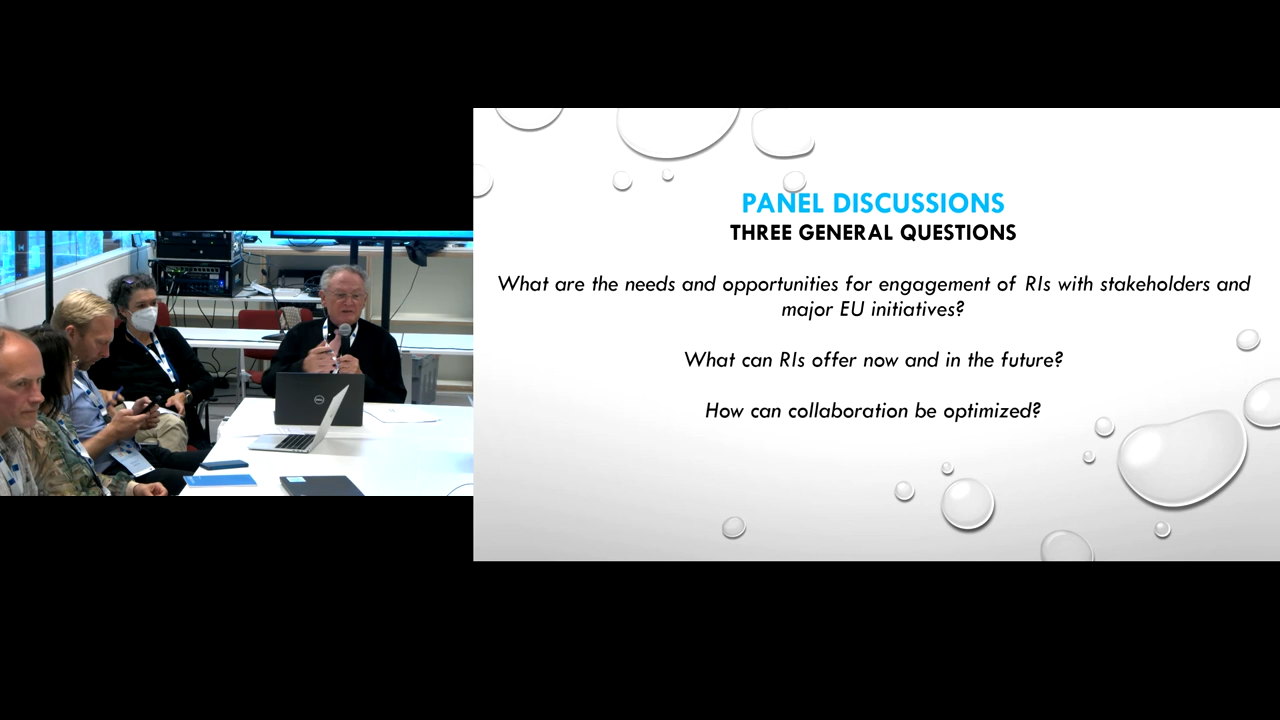 PANEL DISCUSSIONS
THREE GENERAL QUESTIONS
What are the needs and opportunities for engagement of RIs with stakeholders and
major EU initiatives?
What can RIs offer now and in the future?
How can collaboration be optimized?
DELL